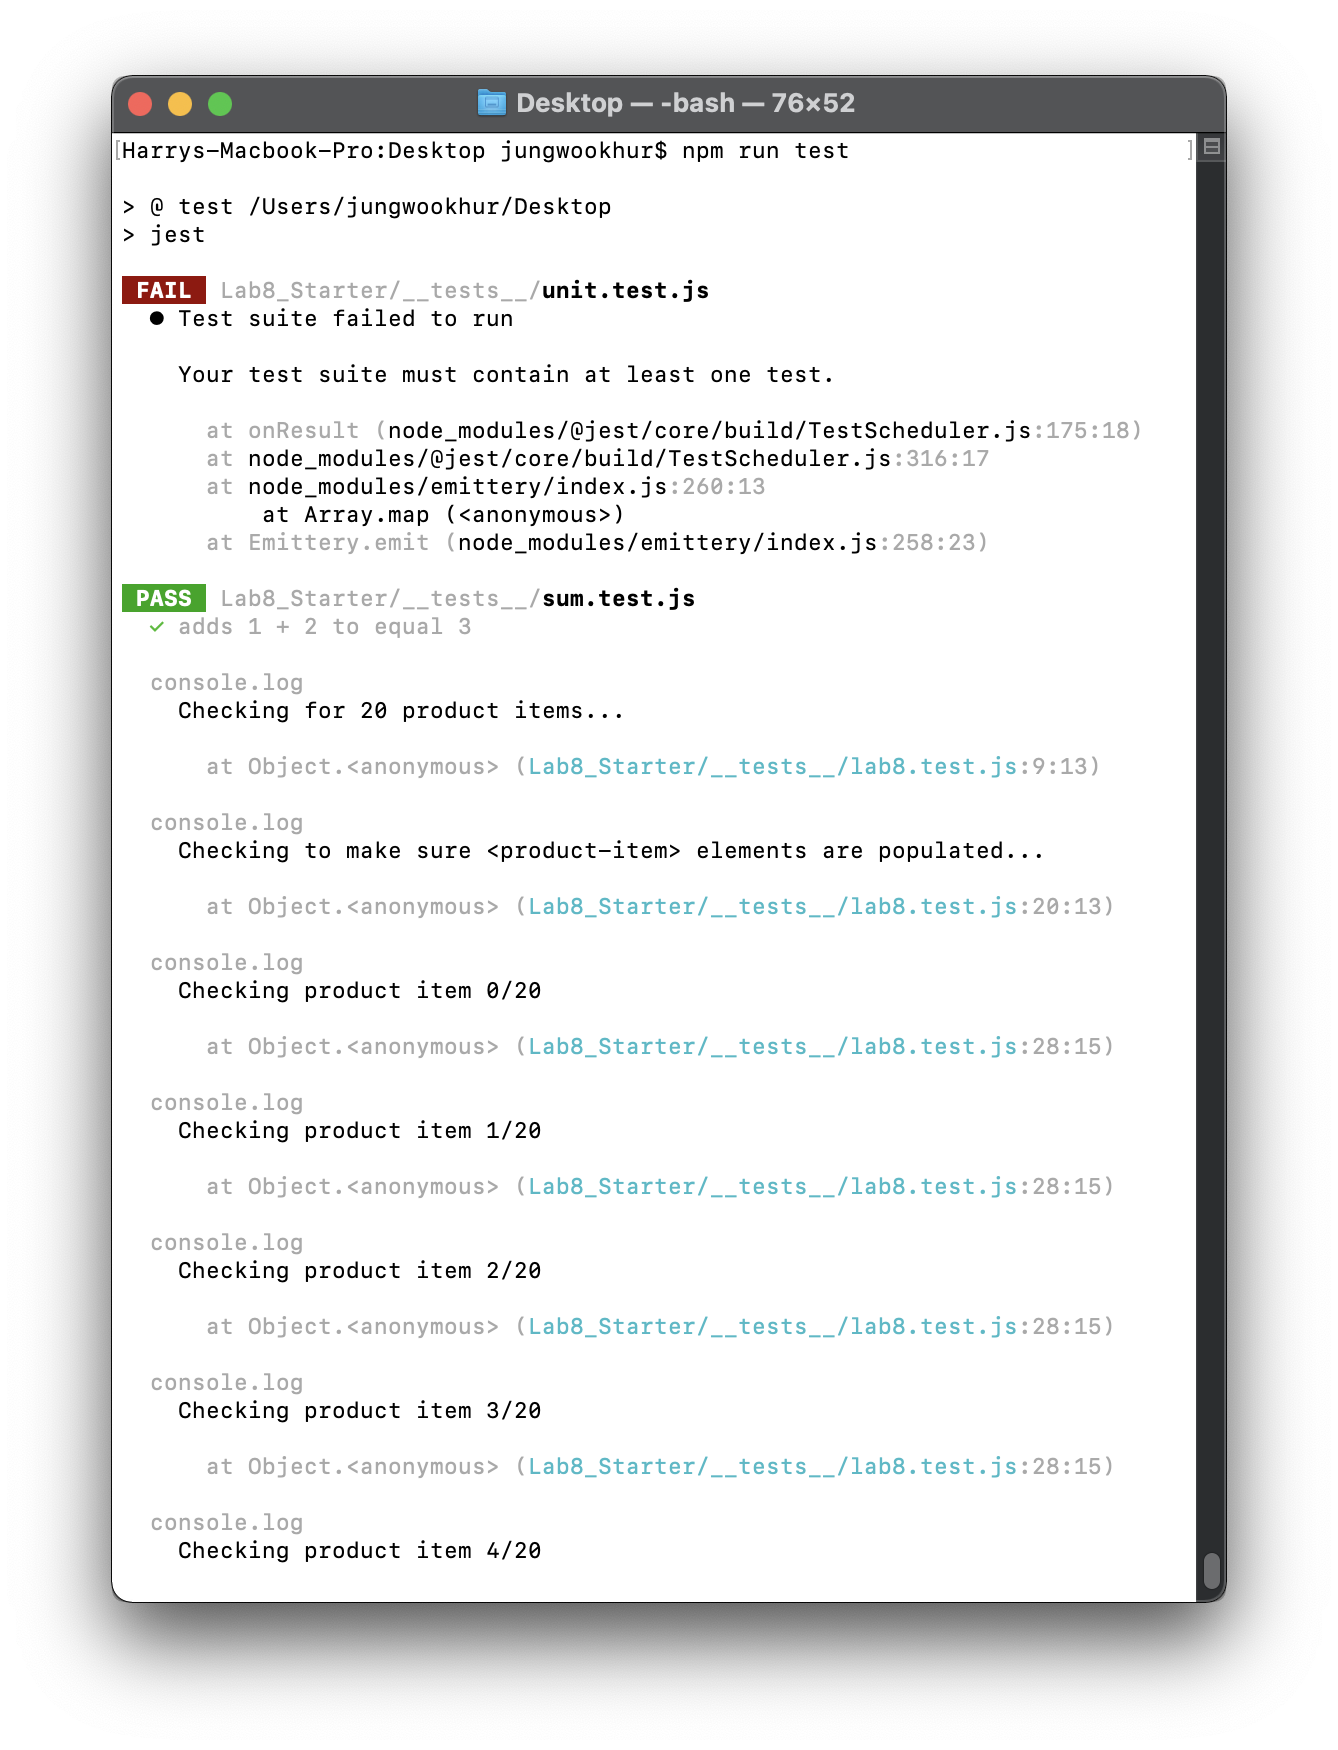 Desktop — -bash — 76×52
[Harrys-Macbook-Pro:Desktop jungwookhur$ npm run test ]
> @ test /Users/jungwookhur/Desktop
> jest
FAIL Lab8_Starter/__tests__/unit.test.js
● Test suite failed to run
Your test suite must contain at least one test.
at onResult (node_modules/@jest/core/build/TestScheduler.js:175:18)
at node_modules/@jest/core/build/TestScheduler.js:316:17
at node_modules/emittery/index.js:260:13
at Array.map (<anonymous>)
at Emittery.emit (node_modules/emittery/index.js:258:23)
PASS Lab8_Starter/__tests__/sum.test.js
✓ adds 1 + 2 to equal 3
console.log
Checking for 20 product items...
at Object.<anonymous> (Lab8_Starter/__tests__/lab8.test.js:9:13)
console.log
Checking to make sure <product-item> elements are populated...
at Object.<anonymous> (Lab8_Starter/__tests__/lab8.test.js:20:13)
console.log
Checking product item 0/20
at Object.<anonymous> (Lab8_Starter/__tests__/lab8.test.js:28:15)
console.log
Checking product item 1/20
at Object.<anonymous> (Lab8_Starter/__tests__/lab8.test.js:28:15)
console.log
Checking product item 2/20
at Object.<anonymous> (Lab8_Starter/__tests__/lab8.test.js:28:15)
console.log
Checking product item 3/20
at Object.<anonymous> (Lab8_Starter/__tests__/lab8.test.js:28:15)
console.log
Checking product item 4/20